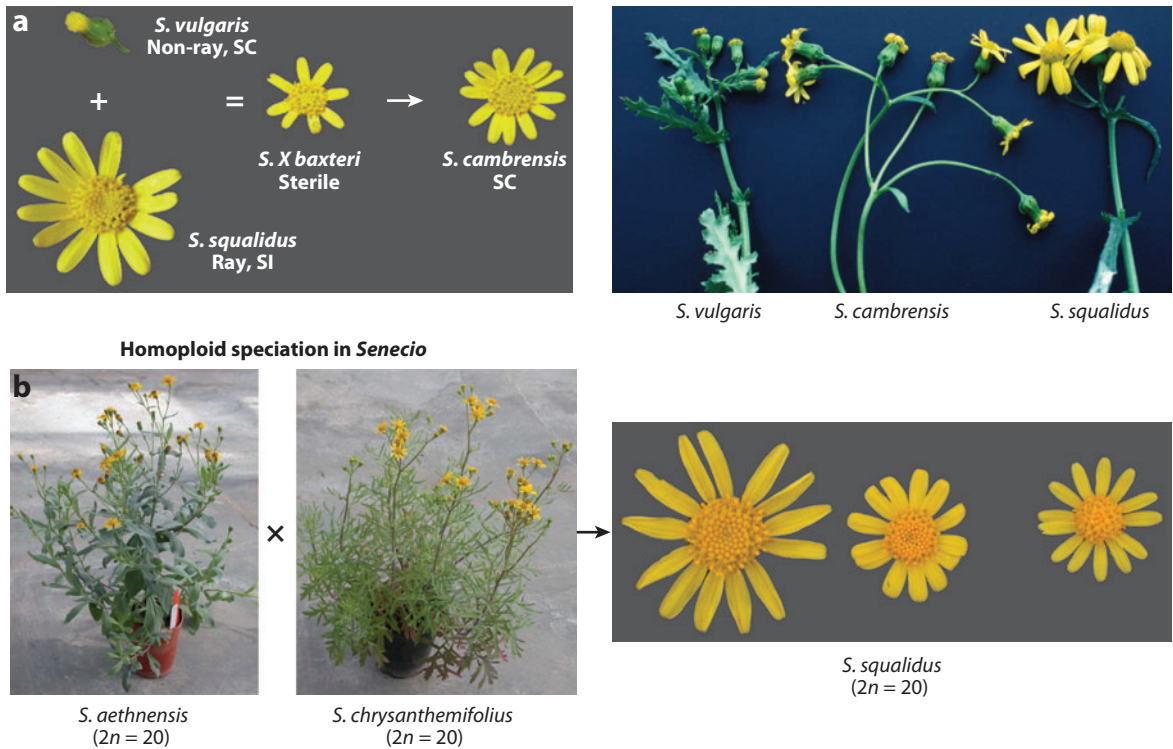 a
S. vulgaris
Non-ray, SC
+
=
S. X baxteri
Sterile
S. cambrensis
SC
S. squalidus
Ray, SI
S. vulgaris
S. cambrensis
S. squalidus
Homoploid speciation in Senecio
b
×
S. aethnensis
(2n = 20)
S. chrysanthemifolius
(2n = 20)
S. squalidus
(2n = 20)